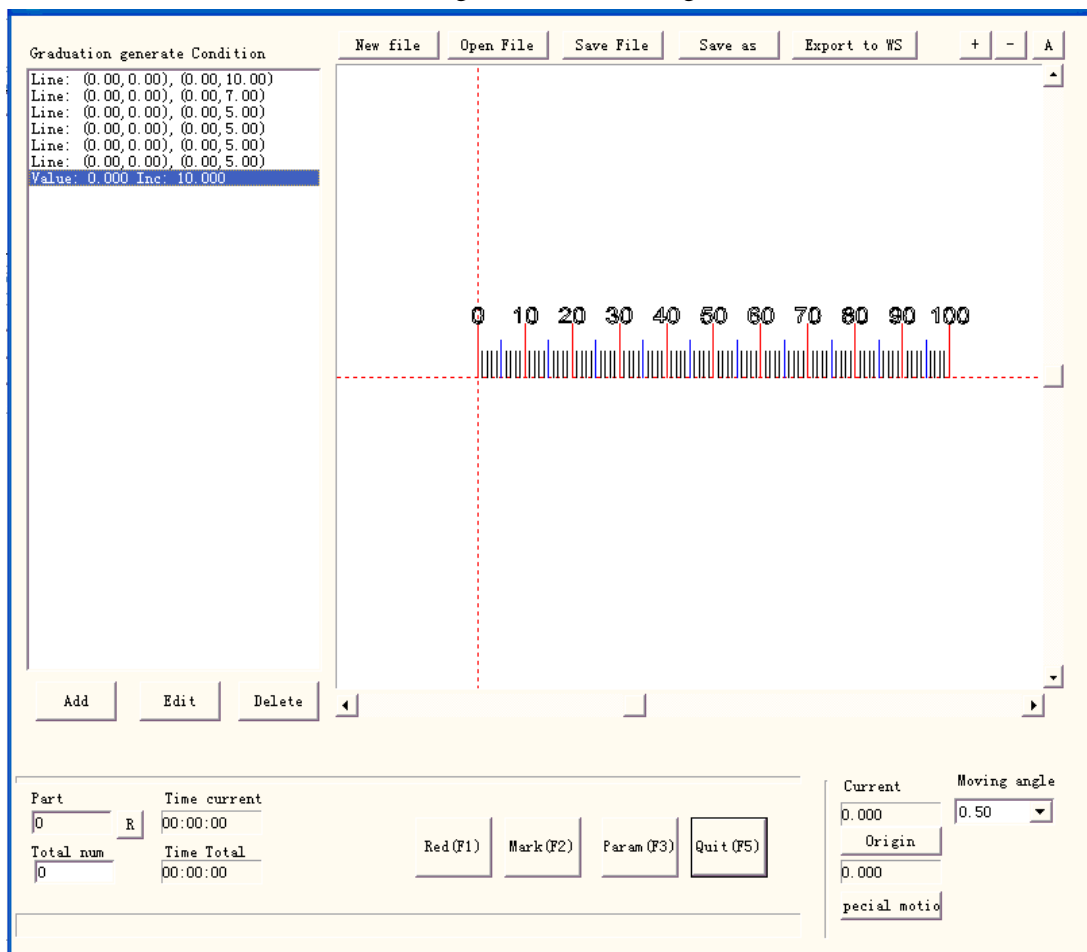 New file Open File Save File Save as Export to WS + - A
Graduation generate Condition
Line: (0.00,0.00), (0.00,10.00)
Line: (0.00,0.00), (0.00,7.00)
Line: (0.00,0.00), (0.00,5.00)
Line: (0.00,0.00), (0.00,5.00)
Line: (0.00,0.00), (0.00,5.00)
Line: (0.00,0.00), (0.00,5.00)
Value: 0.000 Inc: 10.000
0 10 20 30 40 50 60 70 80 90 100
Add Edit Delete
Part
0
R
Time current
00:00:00
Total num
0
Time Total
00:00:00
Red(F1) Mark(F2) Param(F3) Quit(F5)
Current
0.000
Origin
0.000
pecial motio
Moving angle
0.50